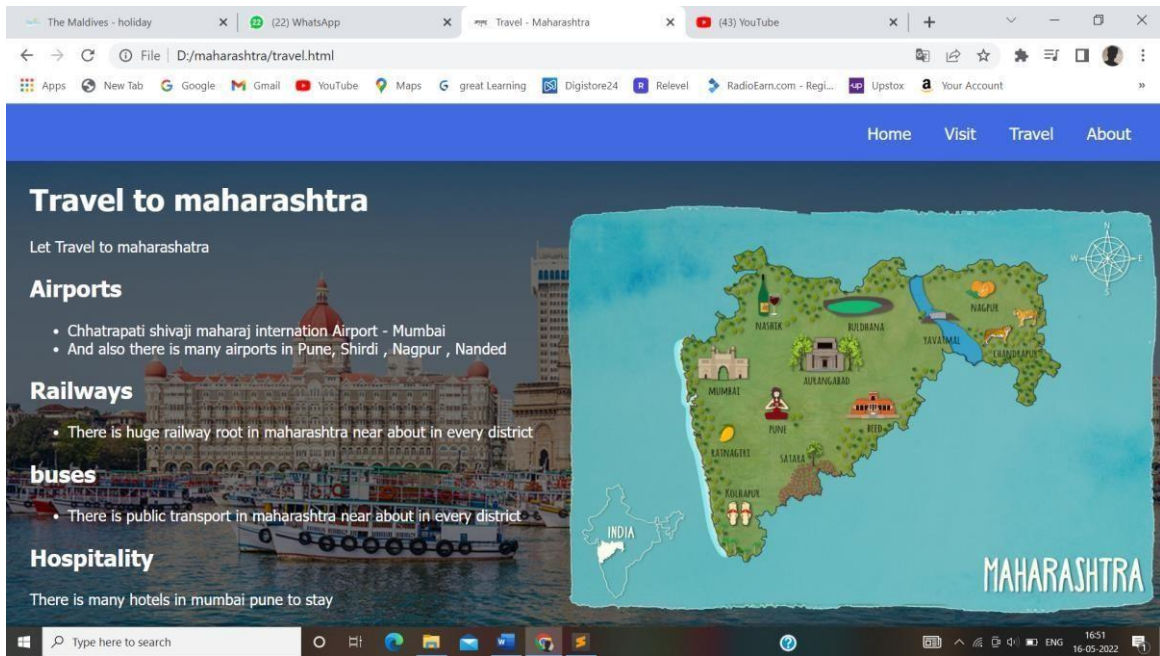 The Maldives - holiday
22
(22) WhatsApp
Travel - Maharashtra
(43) YouTube
File D:/maharashtra/travel.html
Apps New Tab Google Gmail YouTube Maps great Learning Digistore24 Relevel RadioEarn.com - Regi... Upstox Your Account »
Home Visit Travel About
Travel to maharashtra
Let Travel to maharashatra
Airports
• Chhatrapati shivaji maharaj internation Airport - Mumbai
• And also there is many airports in Pune, Shirdi , Nagpur , Nanded
Railways
• There is huge railway root in maharashtra near about in every district
buses
• There is public transport in maharashtra near about in every district
Hospitality
There is many hotels in mumbai pune to stay
N
W E
S
NASHIK
BULDHANA
NAGPUR
YAVATMAL
CHANDRAPUR
MUMBAI
AURANGABAD
PUNE
BEED
RATNAGIRI
SATARA
KOLHAPUR
INDIA
MAHARASHTRA
Type here to search
ENG
16:51
16-05-2022
1